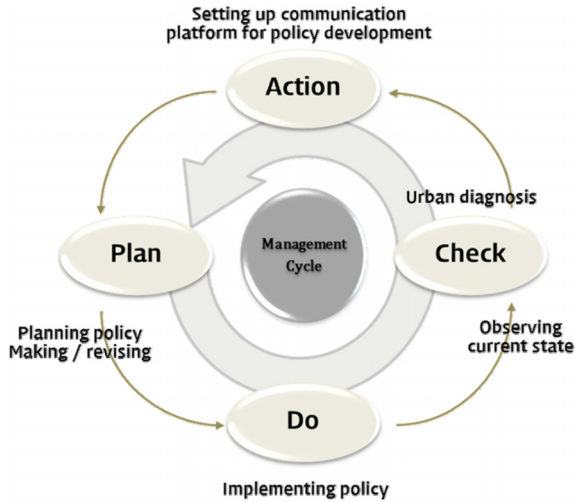 Setting up communication
platform for policy development
Action
Urban diagnosis
Plan
Management
Cycle
Check
Planning policy
Making / revising
Observing
current state
Do
Implementing policy